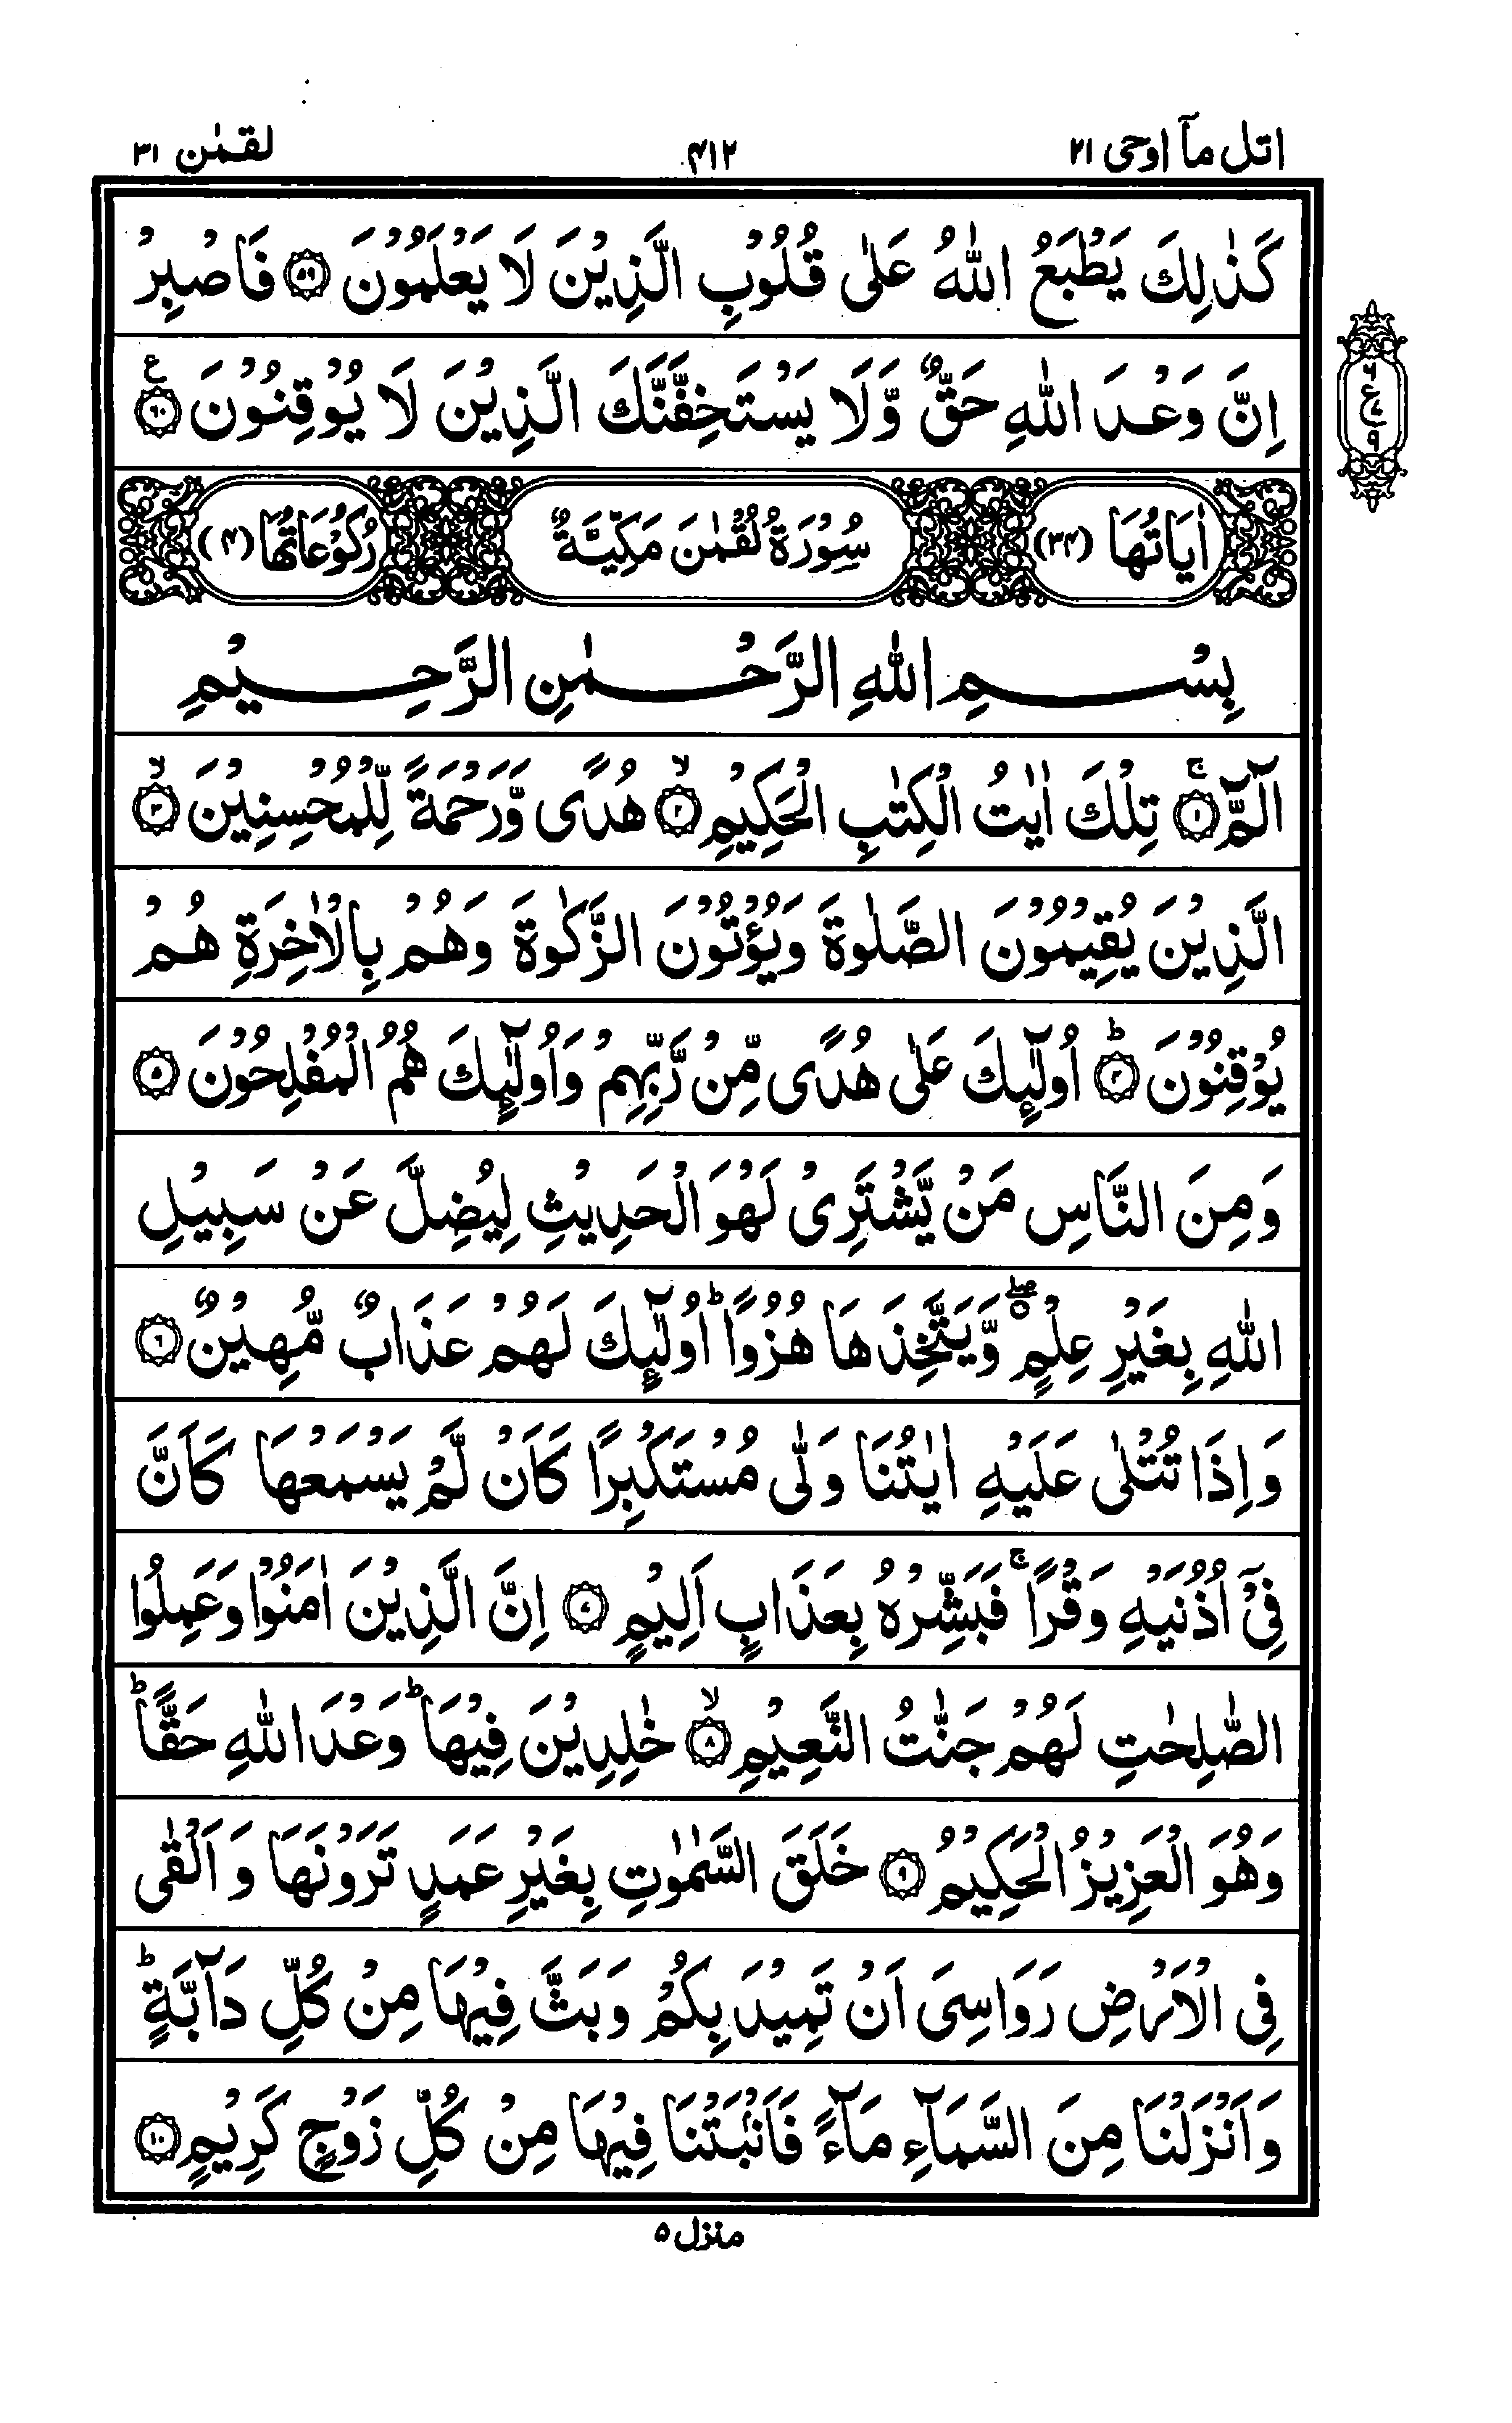 اتل مآ اوحی ۲۱ ۴۱۲ لقمٰن ۳۱
كَذٰلِكَ يَطْبَعُ اللّٰهُ عَلٰى قُلُوْبِ الَّذِيْنَ لَا يَعْلَمُوْنَ ۝۵۹ فَاصْبِرْ
اِنَّ وَعْدَ اللّٰهِ حَقٌّ وَّلَا يَسْتَخِفَّنَّكَ الَّذِيْنَ لَا يُوْقِنُوْنَ ۝۶۰ ع
۶ ع ۷ ۹
اٰيَاتُهَا (۳۴) سُوْرَةُ لُقْمٰنَ مَكِّيَّةٌ رُكُوْعَاتُهَا (۴)
بِسْمِ اللّٰهِ الرَّحْمٰنِ الرَّحِيْمِ
الٓمّٓ ۝۱ۚ تِلْكَ اٰيٰتُ الْكِتٰبِ الْحَكِيْمِ ۝۲ۙ هُدًى وَّرَحْمَةً لِّلْمُحْسِنِيْنَ ۝۳ۙ
الَّذِيْنَ يُقِيْمُوْنَ الصَّلٰوةَ وَيُؤْتُوْنَ الزَّكٰوةَ وَهُمْ بِالْاٰخِرَةِ هُمْ
يُوْقِنُوْنَ ۝۴ؕ اُولٰٓئِكَ عَلٰى هُدًى مِّنْ رَّبِّهِمْ وَاُولٰٓئِكَ هُمُ الْمُفْلِحُوْنَ ۝۵
وَمِنَ النَّاسِ مَنْ يَّشْتَرِىْ لَهْوَ الْحَدِيْثِ لِيُضِلَّ عَنْ سَبِيْلِ
اللّٰهِ بِغَيْرِ عِلْمٍ ۖ وَّيَتَّخِذَهَا هُزُوًا ؕ اُولٰٓئِكَ لَهُمْ عَذَابٌ مُّهِيْنٌ ۝۶
وَاِذَا تُتْلٰى عَلَيْهِ اٰيٰتُنَا وَلّٰى مُسْتَكْبِرًا كَاَنْ لَّمْ يَسْمَعْهَا كَاَنَّ
فِىْٓ اُذُنَيْهِ وَقْرًا ۚ فَبَشِّرْهُ بِعَذَابٍ اَلِيْمٍ ۝۷ اِنَّ الَّذِيْنَ اٰمَنُوْا وَعَمِلُوا
الصّٰلِحٰتِ لَهُمْ جَنّٰتُ النَّعِيْمِ ۝۸ۙ خٰلِدِيْنَ فِيْهَا ؕ وَعْدَ اللّٰهِ حَقًّا ؕ
وَهُوَ الْعَزِيْزُ الْحَكِيْمُ ۝۹ خَلَقَ السَّمٰوٰتِ بِغَيْرِ عَمَدٍ تَرَوْنَهَا وَاَلْقٰى
فِى الْاَرْضِ رَوَاسِىَ اَنْ تَمِيْدَ بِكُمْ وَبَثَّ فِيْهَا مِنْ كُلِّ دَآبَّةٍ ؕ
وَاَنْزَلْنَا مِنَ السَّمَآءِ مَآءً فَاَنْۢبَتْنَا فِيْهَا مِنْ كُلِّ زَوْجٍ كَرِيْمٍ ۝۱۰
منزل ۵